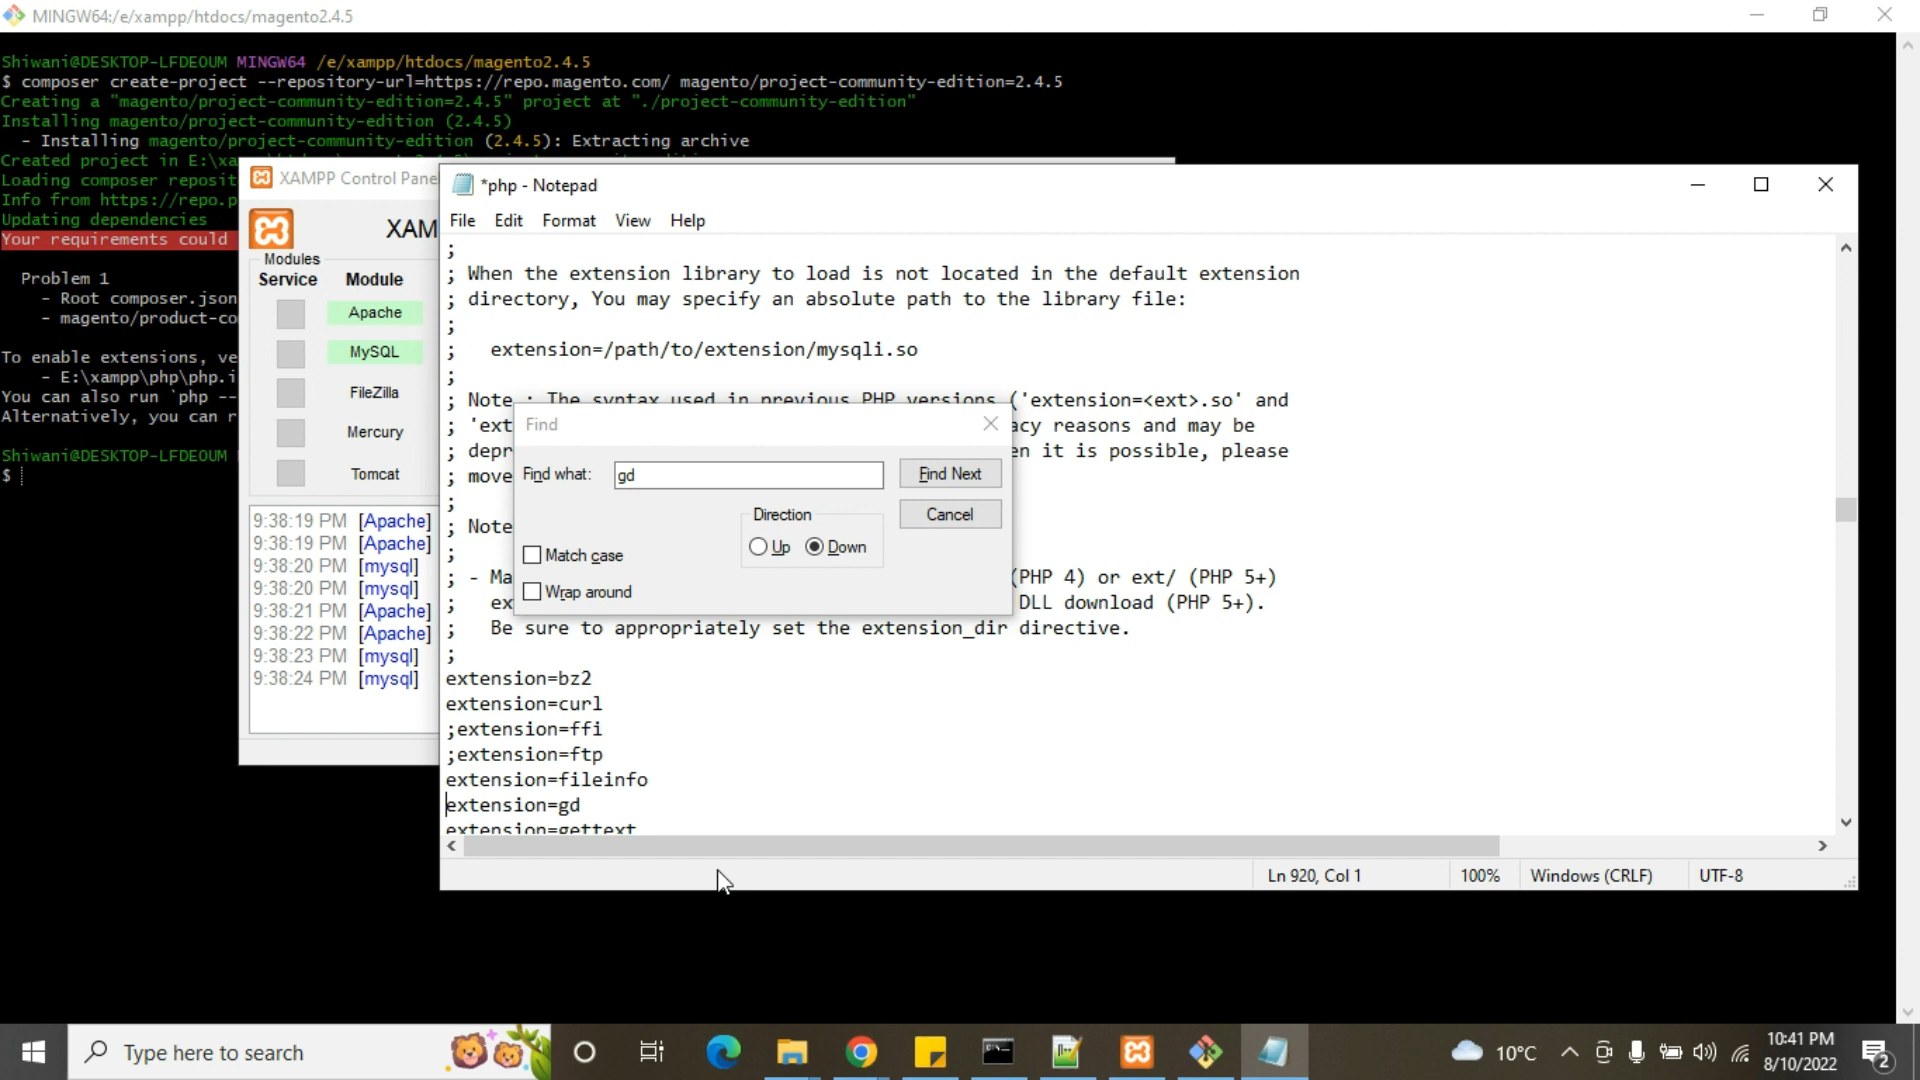 MINGW64:/e/xampp/htdocs/magento2.4.5
Shiwani@DESKTOP-LFDEOUM MINGW64 /e/xampp/htdocs/magento2.4.5
$ composer create-project --repository-url=https://repo.magento.com/ magento/project-community-edition=2.4.5
Creating a "magento/project-community-edition=2.4.5" project at "./project-community-edition"
Installing magento/project-community-edition (2.4.5)
- Installing magento/project-community-edition (2.4.5): Extracting archive
Created project in E:\xa
Loading composer reposit
Info from https://repo.p
Updating dependencies
Your requirements could
Problem 1
- Root composer.json
- magento/product-co
To enable extensions, ve
- E:\xampp\php\php.i
You can also run `php --
Alternatively, you can r
Shiwani@DESKTOP-LFDEOUM
$
XAMPP Control Pane
XAM
Modules
Service Module
Apache
MySQL
FileZilla
Mercury
Tomcat
9:38:19 PM [Apache]
9:38:19 PM [Apache]
9:38:20 PM [mysql]
9:38:20 PM [mysql]
9:38:21 PM [Apache]
9:38:22 PM [Apache]
9:38:23 PM [mysql]
9:38:24 PM [mysql]
*php - Notepad
File Edit Format View Help
;
; When the extension library to load is not located in the default extension
; directory, You may specify an absolute path to the library file:
;
; extension=/path/to/extension/mysqli.so
;
; Note : The syntax used in previous PHP versions ('extension=<ext>.so' and
; 'ext acy reasons and may be
; depr en it is possible, please
; move
;
; Note
;
; - Ma (PHP 4) or ext/ (PHP 5+)
; ex DLL download (PHP 5+).
; Be sure to appropriately set the extension_dir directive.
;
extension=bz2
extension=curl
;extension=ffi
;extension=ftp
extension=fileinfo
extension=gd
extension=gettext
Find
Find what: gd
Find Next
Cancel
Direction
Up Down
Match case
Wrap around
Ln 920, Col 1 100% Windows (CRLF) UTF-8
Type here to search
10°C
10:41 PM
8/10/2022
2